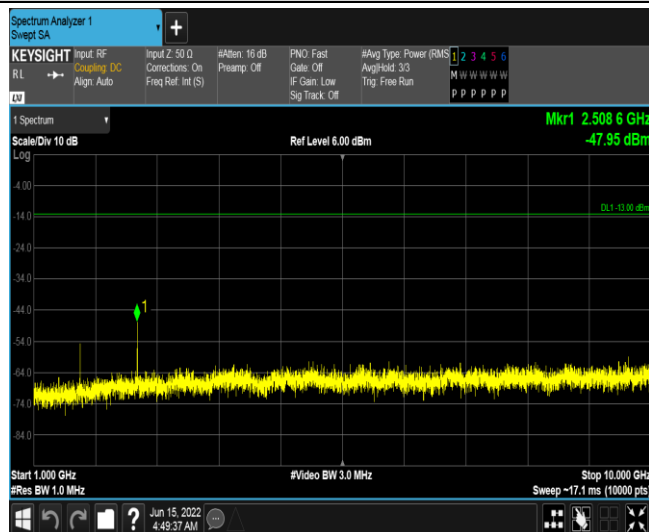 Spectrum Analyzer 1
Swept SA
+
KEYSIGHT
RL
LXI
Input: RF
Coupling: DC
Align: Auto
Input Z: 50 Ω
Corrections: On
Freq Ref: Int (S)
#Atten: 16 dB
Preamp: Off
PNO: Fast
Gate: Off
IF Gain: Low
Sig Track: Off
#Avg Type: Power (RMS
Avg|Hold: 3/3
Trig: Free Run
1 2 3 4 5 6
M W W W W W
P P P P P P
1 Spectrum
Mkr1 2.508 6 GHz
Scale/Div 10 dB
Ref Level 6.00 dBm
-47.95 dBm
Log
-4.00
DL1 -13.00 dBm
-14.0
-24.0
-34.0
-44.0
1
-54.0
-64.0
-74.0
-84.0
Start 1.000 GHz
#Video BW 3.0 MHz
Stop 10.000 GHz
#Res BW 1.0 MHz
Sweep ~17.1 ms (10000 pts)
?
Jun 15, 2022
4:49:37 AM